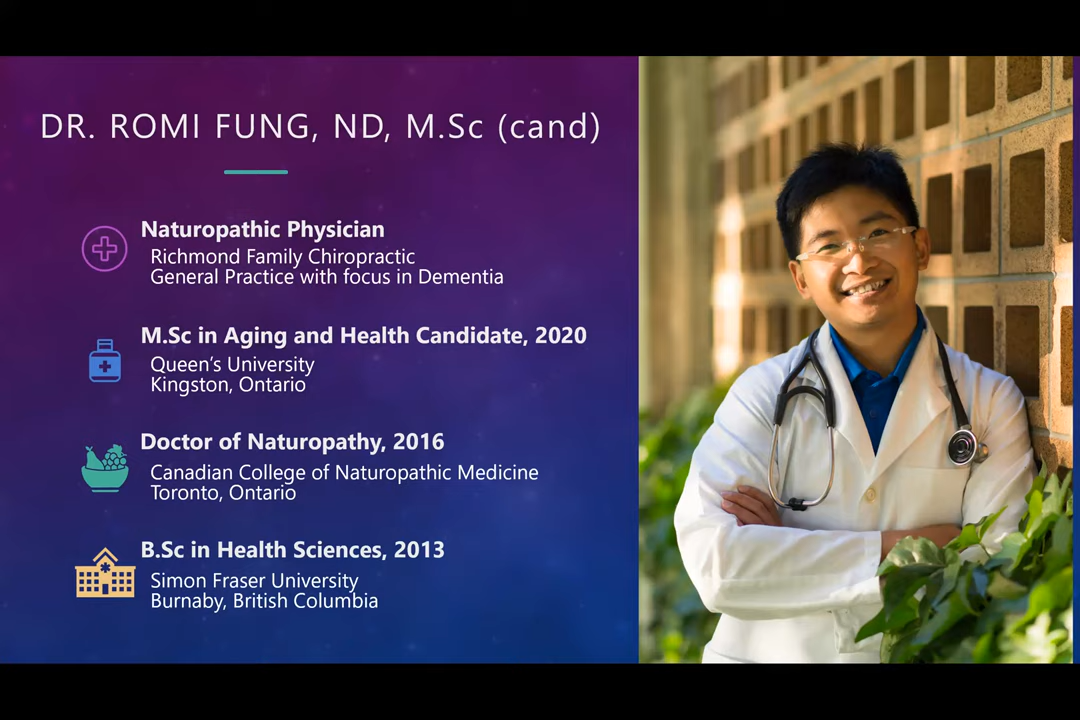 DR. ROMI FUNG, ND, M.Sc (cand)
Naturopathic Physician
Richmond Family Chiropractic
General Practice with focus in Dementia
M.Sc in Aging and Health Candidate, 2020
Queen’s University
Kingston, Ontario
Doctor of Naturopathy, 2016
Canadian College of Naturopathic Medicine
Toronto, Ontario
B.Sc in Health Sciences, 2013
Simon Fraser University
Burnaby, British Columbia